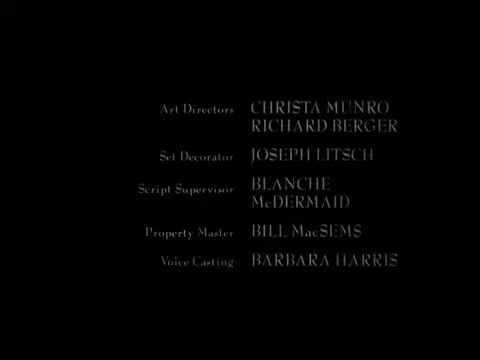 Art Directors CHRISTA MUNRO
RICHARD BERGER
Set Decorator JOSEPH LITSCH
Script Supervisor BLANCHE
McDERMAID
Property Master BILL MacSEMS
Voice Casting BARBARA HARRIS